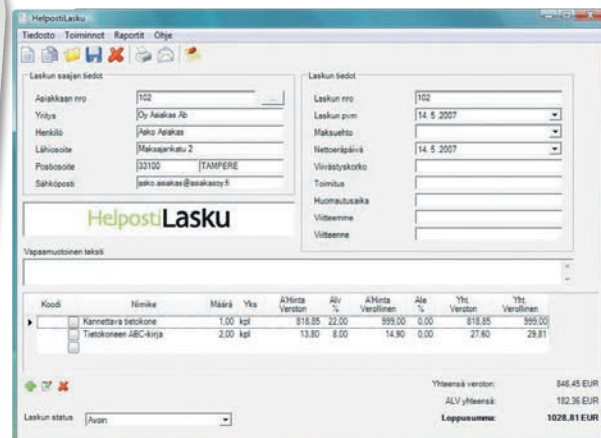 HelpostiLasku
Tiedosto Toiminnot Raportit Ohje
Laskun saajan tiedot
Asiakkaan nro 102 ...
Yritys Oy Asiakas Ab
Henkilö Asko Asiakas
Lähiosoite Maksajankatu 2
Postiosoite 33100 TAMPERE
Sähköposti asko.asiakas@asiakasoy.fi
Laskun tiedot
Laskun nro 102
Laskun pvm 14. 5 .2007
Maksuehto
Nettoeräpäivä 14. 5 .2007
Viivästyskorko
Toimitus
Huomautusaika
Viitteemme
Viitteenne
HelpostiLasku
Vapaamuotoinen teksti
Koodi Nimike Määrä Yks A'Hinta Veroton Alv % A'Hinta Verollinen Ale % Yht. Veroton Yht. Verollinen
Kannettava tietokone 1,00 kpl 818,85 22,00 999,00 0,00 818,85 999,00
Tietokoneen ABC-kirja 2,00 kpl 13,80 8,00 14,90 0,00 27,60 29,81
Yhteensä veroton: 846,45 EUR
ALV yhteensä: 182,36 EUR
Laskun status Avoin
Loppusumma: 1028,81 EUR